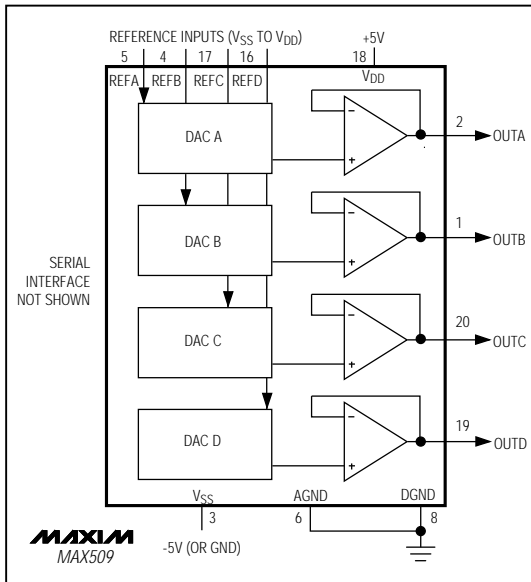 REFERENCE INPUTS (VSS TO VDD)
+5V
5 4 17 16 18
REFA REFB REFC REFD VDD
DAC A
2
OUTA
DAC B
1
OUTB
SERIAL
INTERFACE
NOT SHOWN
DAC C
20
OUTC
DAC D
19
OUTD
VSS AGND DGND
3 6 8
-5V (OR GND)
MAXIM
MAX509